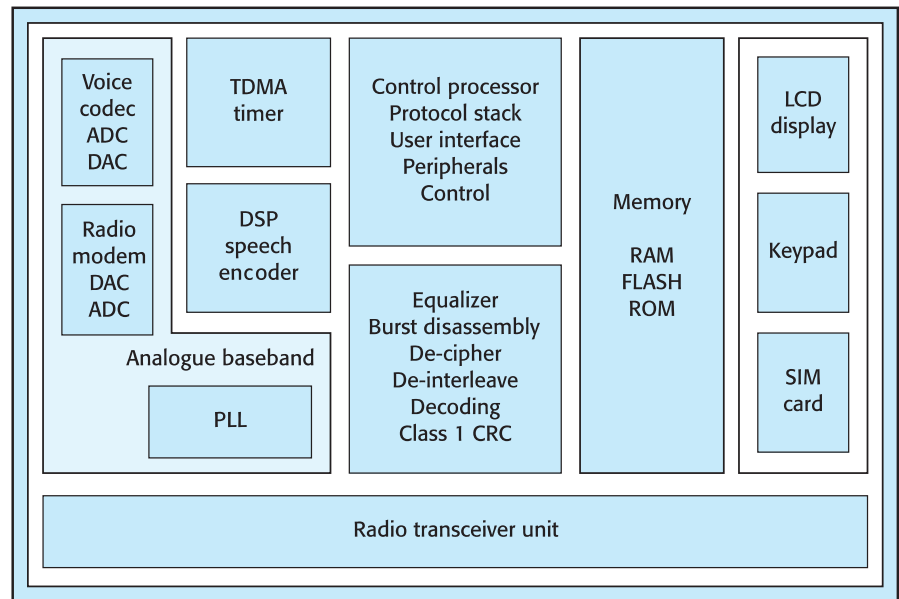 Voice
codec
ADC
DAC
Radio
modem
DAC
ADC
Analogue baseband
PLL
TDMA
timer
DSP
speech
encoder
Control processor
Protocol stack
User interface
Peripherals
Control
Equalizer
Burst disassembly
De-cipher
De-interleave
Decoding
Class 1 CRC
Memory
RAM
FLASH
ROM
LCD
display
Keypad
SIM
card
Radio transceiver unit